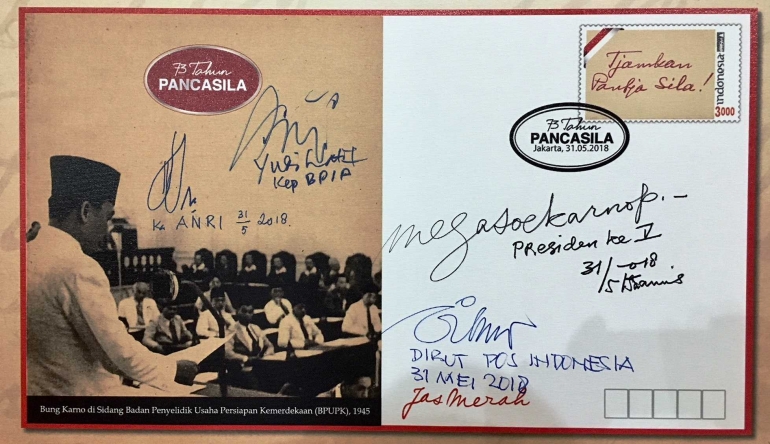 73 Tahun
PANCASILA
Yudi Latif
Kep BPIP
Ka ANRI 31/5 2018.
Bung Karno di Sidang Badan Penyelidik Usaha Persiapan Kemerdekaan (BPUPK), 1945
Tjamkan
Pantja Sila!
indonesia
3000
73 Tahun
PANCASILA
Jakarta, 31.05.2018
megasoekarnop.-
Presiden ke V
31/5-018
Kamis
DIRUT POS INDONESIA
31 MEI 2018
Jas Merah